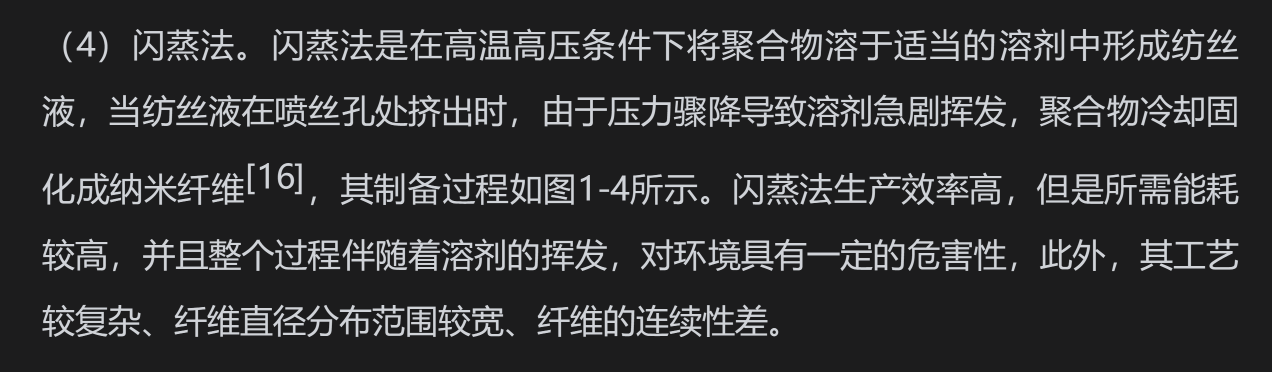 （4）闪蒸法。闪蒸法是在高温高压条件下将聚合物溶于适当的溶剂中形成纺丝
液，当纺丝液在喷丝孔处挤出时，由于压力骤降导致溶剂急剧挥发，聚合物冷却固
化成纳米纤维[16]，其制备过程如图1-4所示。闪蒸法生产效率高，但是所需能耗
较高，并且整个过程伴随着溶剂的挥发，对环境具有一定的危害性，此外，其工艺
较复杂、纤维直径分布范围较宽、纤维的连续性差。